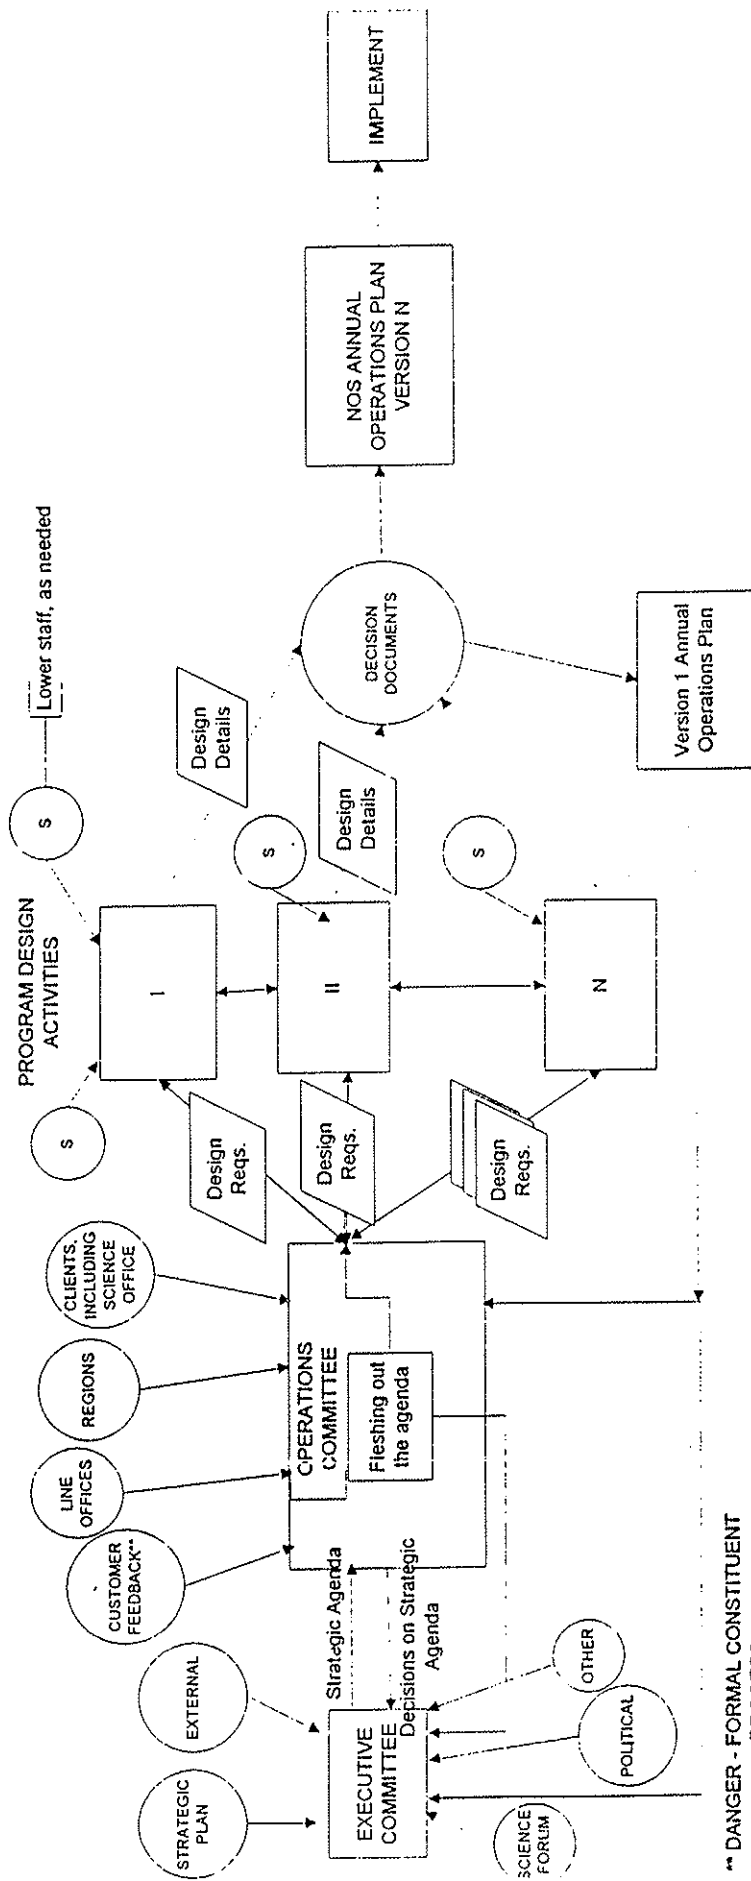 STRATEGIC
PLAN
EXTERNAL
CUSTOMER
FEEDBACK**
LINE
OFFICES
REGIONS
CLIENTS,
INCLUDING
SCIENCE
OFFICE
EXECUTIVE
COMMITTEE
Strategic Agenda
Decisions on Strategic
Agenda
SCIENCE
FORUM
POLITICAL
OTHER
OPERATIONS
COMMITTEE
Fleshing out
the agenda
Design
Reqs.
Design
Reqs.
Design
Reqs.
PROGRAM DESIGN
ACTIVITIES
S
S
Lower staff, as needed
I
II
S
N
S
Design
Details
Design
Details
DECISION
DOCUMENTS
Version 1 Annual
Operations Plan
NOS ANNUAL
OPERATIONS PLAN
VERSION N
IMPLEMENT
** DANGER - FORMAL CONSTITUENT